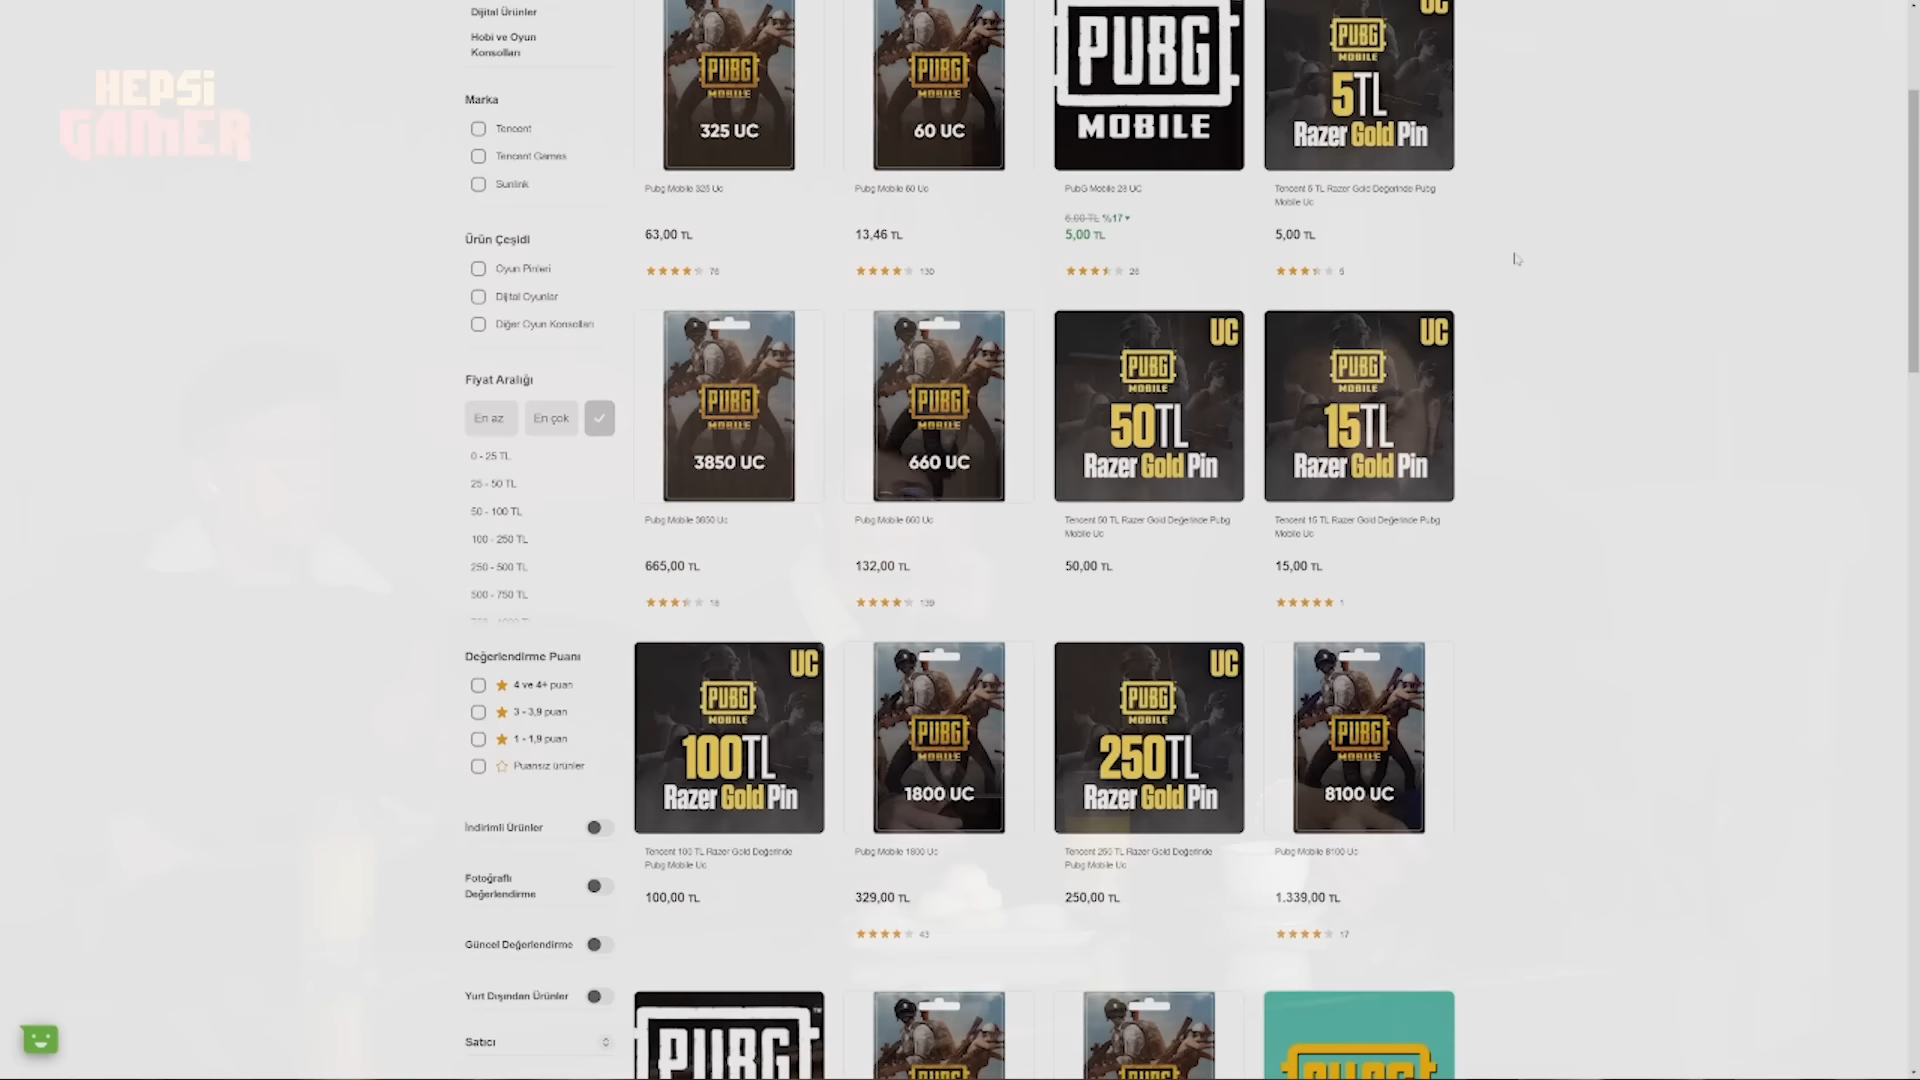 Dijital Ürünler
Hobi ve Oyun
Konsolları
HEPSİ
GAMER
Marka
Tencent
Tencent Games
Sunlink
Ürün Çeşidi
Oyun Pinleri
Dijital Oyunlar
Diğer Oyun Konsolları
Fiyat Aralığı
En az
En çok
0 - 25 TL
25 - 50 TL
50 - 100 TL
100 - 250 TL
250 - 500 TL
500 - 750 TL
Değerlendirme Puanı
4 ve 4+ puan
3 - 3,9 puan
1 - 1,9 puan
Puansız ürünler
İndirimli Ürünler
Fotoğraflı
Değerlendirme
Güncel Değerlendirme
Yurt Dışından Ürünler
Satıcı
PUBG
MOBILE
325 UC
Pubg Mobile 325 Uc
63,00 TL
76
PUBG
MOBILE
60 UC
Pubg Mobile 60 Uc
13,46 TL
130
PUBG
MOBILE
PubG Mobile 28 UC
6,00 TL %17
5,00 TL
26
UC
PUBG
MOBILE
5TL
Razer Gold Pin
Tencent 5 TL Razer Gold Değerinde Pubg
Mobile Uc
5,00 TL
6
PUBG
MOBILE
3850 UC
Pubg Mobile 3850 Uc
665,00 TL
18
PUBG
MOBILE
660 UC
Pubg Mobile 660 Uc
132,00 TL
139
UC
PUBG
MOBILE
50TL
Razer Gold Pin
Tencent 50 TL Razer Gold Değerinde Pubg
Mobile Uc
50,00 TL
UC
PUBG
MOBILE
15TL
Razer Gold Pin
Tencent 15 TL Razer Gold Değerinde Pubg
Mobile Uc
15,00 TL
1
UC
PUBG
MOBILE
100TL
Razer Gold Pin
Tencent 100 TL Razer Gold Değerinde
Pubg Mobile Uc
100,00 TL
PUBG
MOBILE
1800 UC
Pubg Mobile 1800 Uc
329,00 TL
43
UC
PUBG
MOBILE
250TL
Razer Gold Pin
Tencent 250 TL Razer Gold Değerinde
Pubg Mobile Uc
250,00 TL
PUBG
MOBILE
8100 UC
Pubg Mobile 8100 Uc
1.339,00 TL
17
PUBG
PUBG
PUBG
PUBG